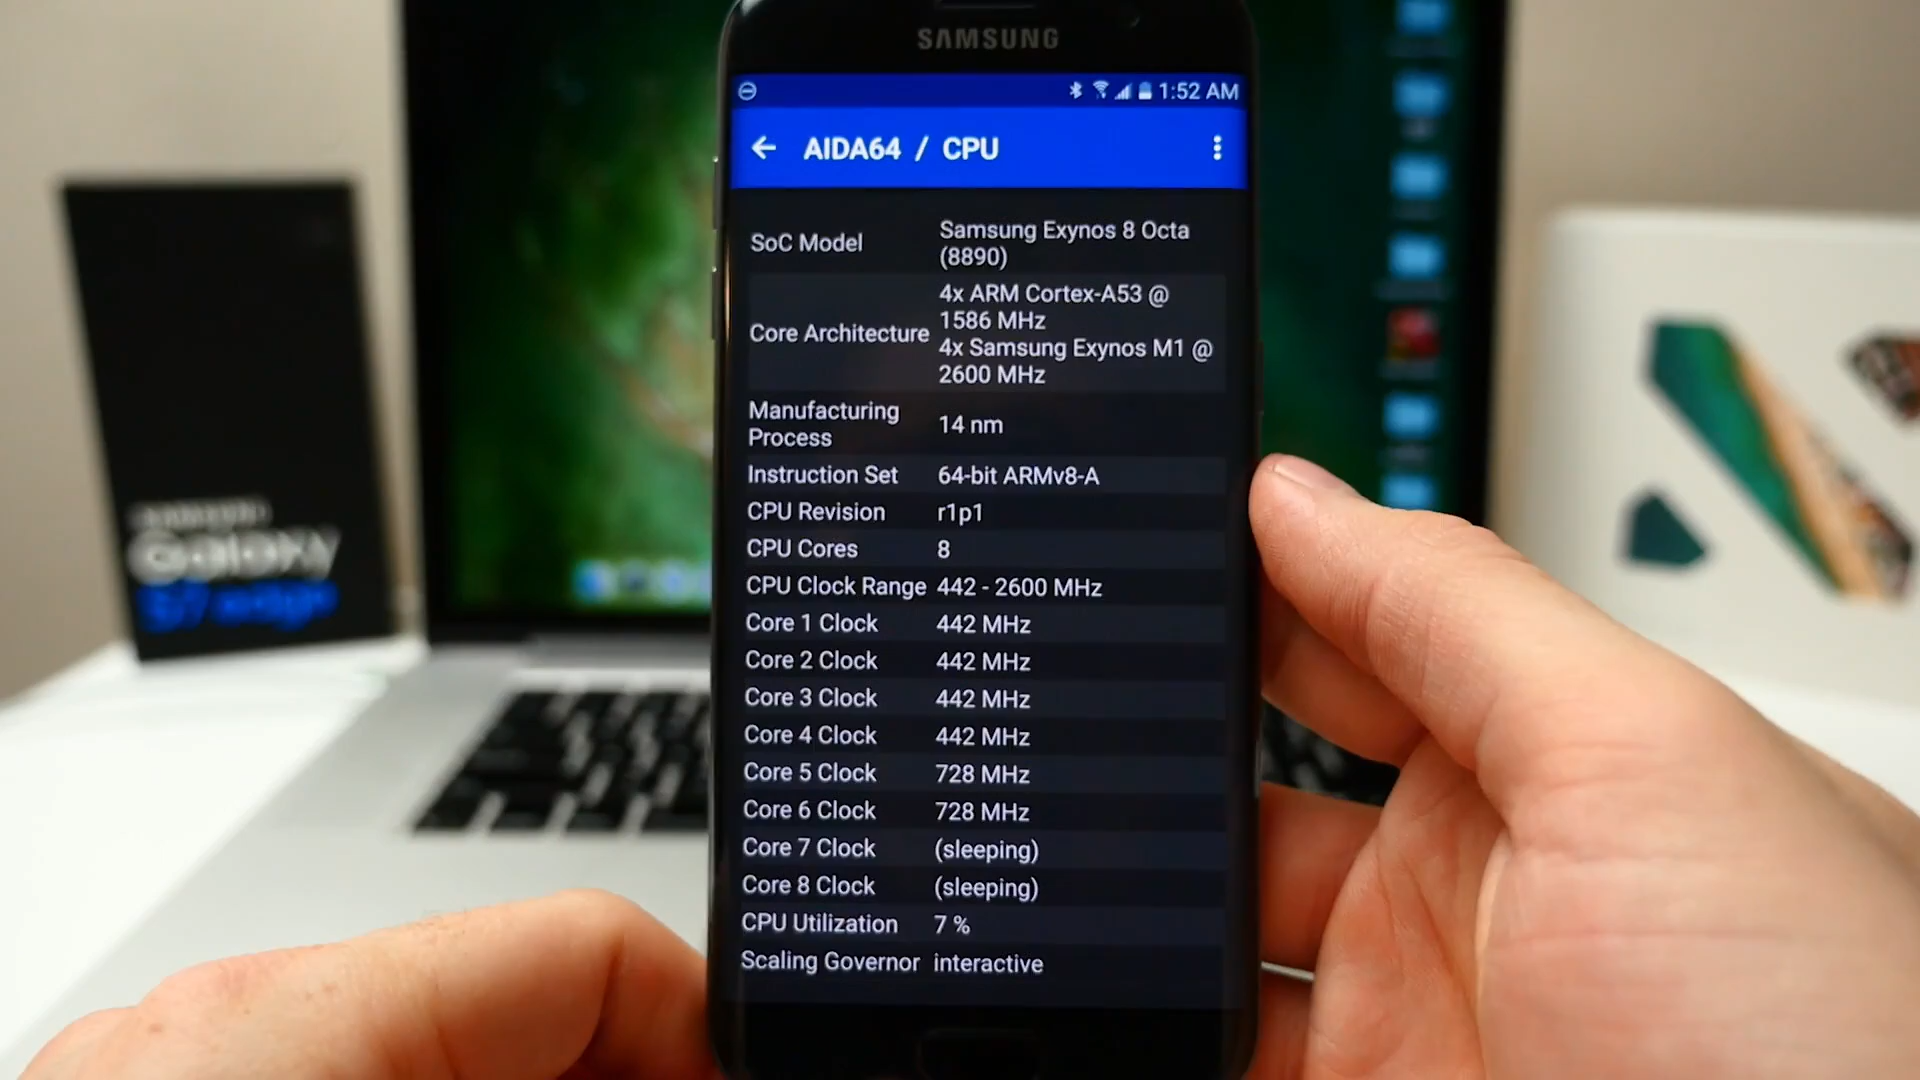 SAMSUNG
1:52 AM
AIDA64 / CPU
SoC Model
Samsung Exynos 8 Octa
(8890)
Core Architecture
4x ARM Cortex-A53 @
1586 MHz
4x Samsung Exynos M1 @
2600 MHz
Manufacturing
Process
14 nm
Instruction Set 64-bit ARMv8-A
CPU Revision r1p1
CPU Cores 8
CPU Clock Range 442 - 2600 MHz
Core 1 Clock 442 MHz
Core 2 Clock 442 MHz
Core 3 Clock 442 MHz
Core 4 Clock 442 MHz
Core 5 Clock 728 MHz
Core 6 Clock 728 MHz
Core 7 Clock (sleeping)
Core 8 Clock (sleeping)
CPU Utilization 7 %
Scaling Governor interactive
SAMSUNG
Galaxy
S7 edge